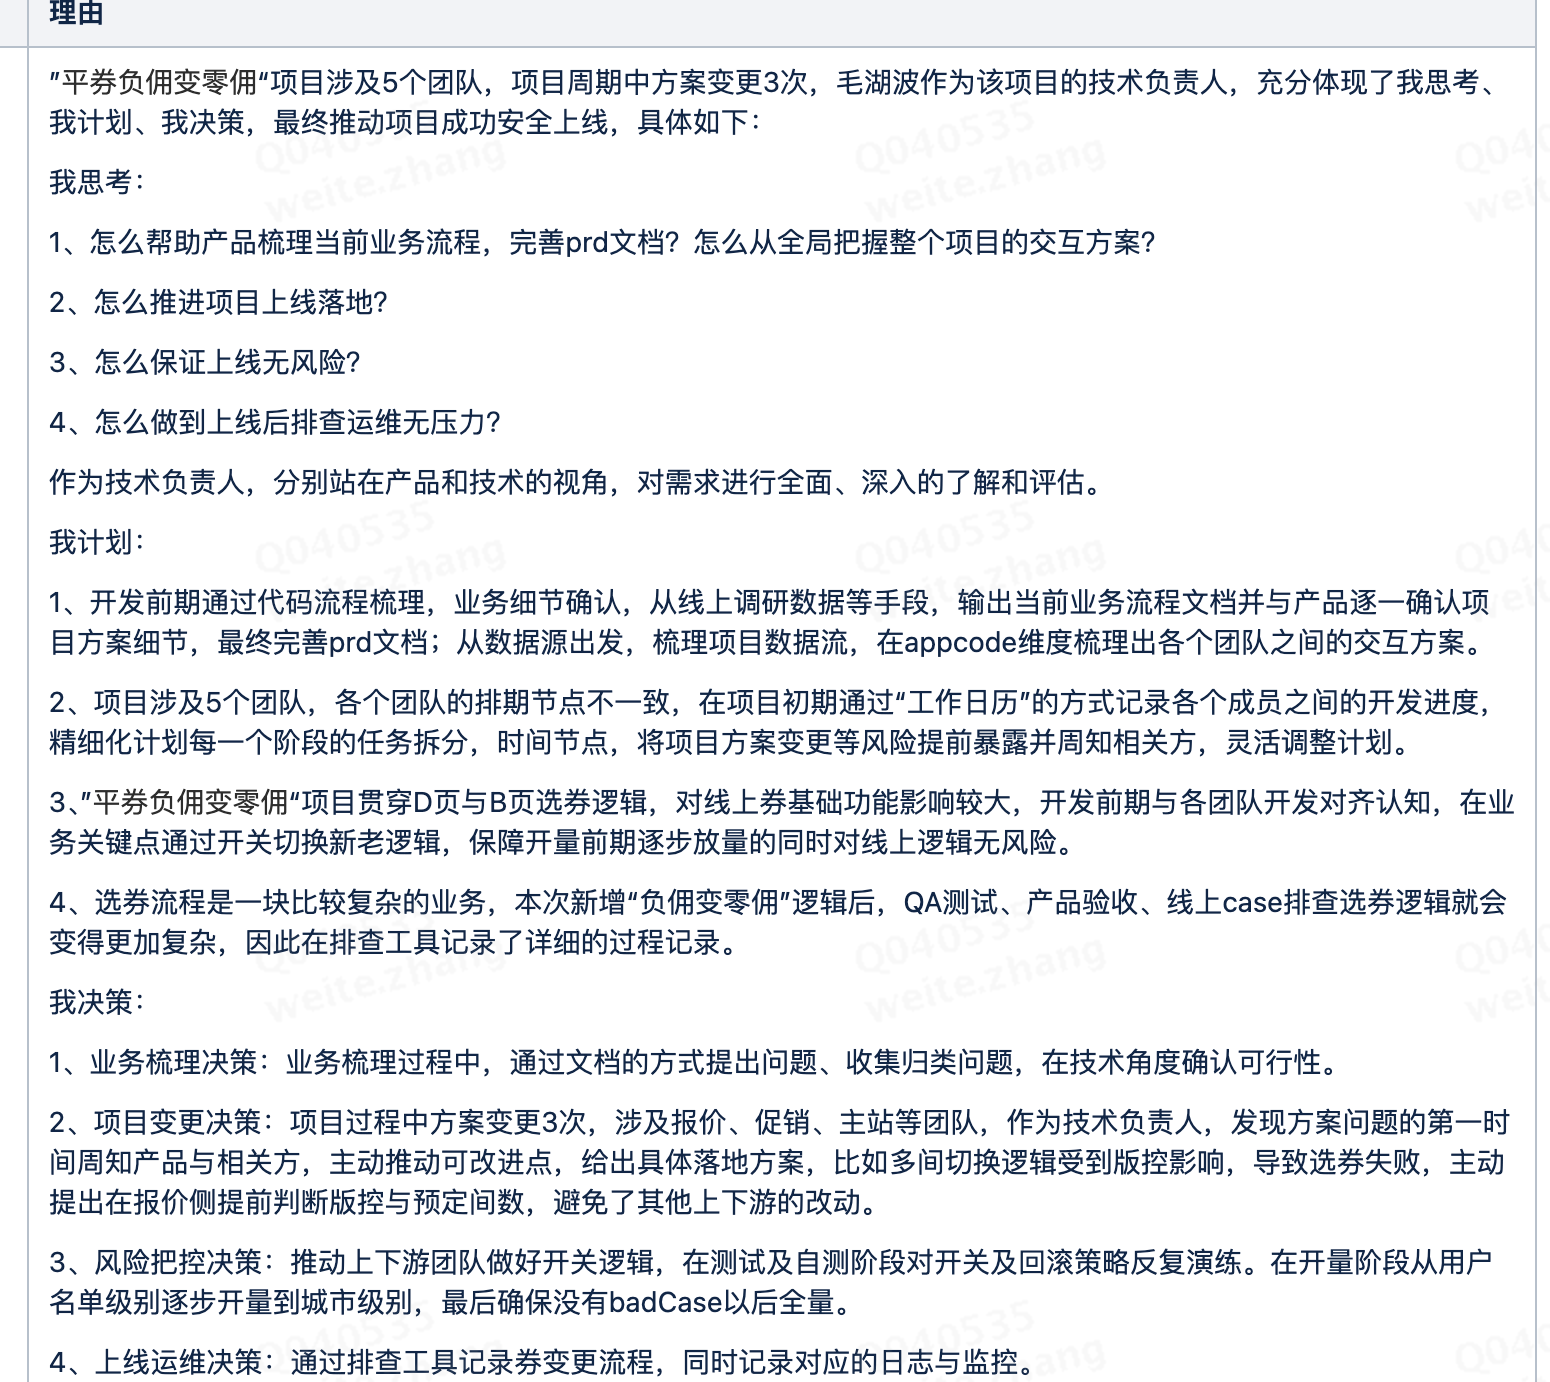 理由
”平券负佣变零佣“项目涉及5个团队，项目周期中方案变更3次，毛湖波作为该项目的技术负责人，充分体现了我思考、
我计划、我决策，最终推动项目成功安全上线，具体如下：
我思考：
1、怎么帮助产品梳理当前业务流程，完善prd文档？怎么从全局把握整个项目的交互方案？
2、怎么推进项目上线落地？
3、怎么保证上线无风险？
4、怎么做到上线后排查运维无压力？
作为技术负责人，分别站在产品和技术的视角，对需求进行全面、深入的了解和评估。
我计划：
1、开发前期通过代码流程梳理，业务细节确认，从线上调研数据等手段，输出当前业务流程文档并与产品逐一确认项
目方案细节，最终完善prd文档；从数据源出发，梳理项目数据流，在appcode维度梳理出各个团队之间的交互方案。
2、项目涉及5个团队，各个团队的排期节点不一致，在项目初期通过“工作日历”的方式记录各个成员之间的开发进度，
精细化计划每一个阶段的任务拆分，时间节点，将项目方案变更等风险提前暴露并周知相关方，灵活调整计划。
3、”平券负佣变零佣“项目贯穿D页与B页选券逻辑，对线上券基础功能影响较大，开发前期与各团队开发对齐认知，在业
务关键点通过开关切换新老逻辑，保障开量前期逐步放量的同时对线上逻辑无风险。
4、选券流程是一块比较复杂的业务，本次新增“负佣变零佣”逻辑后，QA测试、产品验收、线上case排查选券逻辑就会
变得更加复杂，因此在排查工具记录了详细的过程记录。
我决策：
1、业务梳理决策：业务梳理过程中，通过文档的方式提出问题、收集归类问题，在技术角度确认可行性。
2、项目变更决策：项目过程中方案变更3次，涉及报价、促销、主站等团队，作为技术负责人，发现方案问题的第一时
间周知产品与相关方，主动推动可改进点，给出具体落地方案，比如多间切换逻辑受到版控影响，导致选券失败，主动
提出在报价侧提前判断版控与预定间数，避免了其他上下游的改动。
3、风险把控决策：推动上下游团队做好开关逻辑，在测试及自测阶段对开关及回滚策略反复演练。在开量阶段从用户
名单级别逐步开量到城市级别，最后确保没有badCase以后全量。
4、上线运维决策：通过排查工具记录券变更流程，同时记录对应的日志与监控。
Q040535
weite.zhang